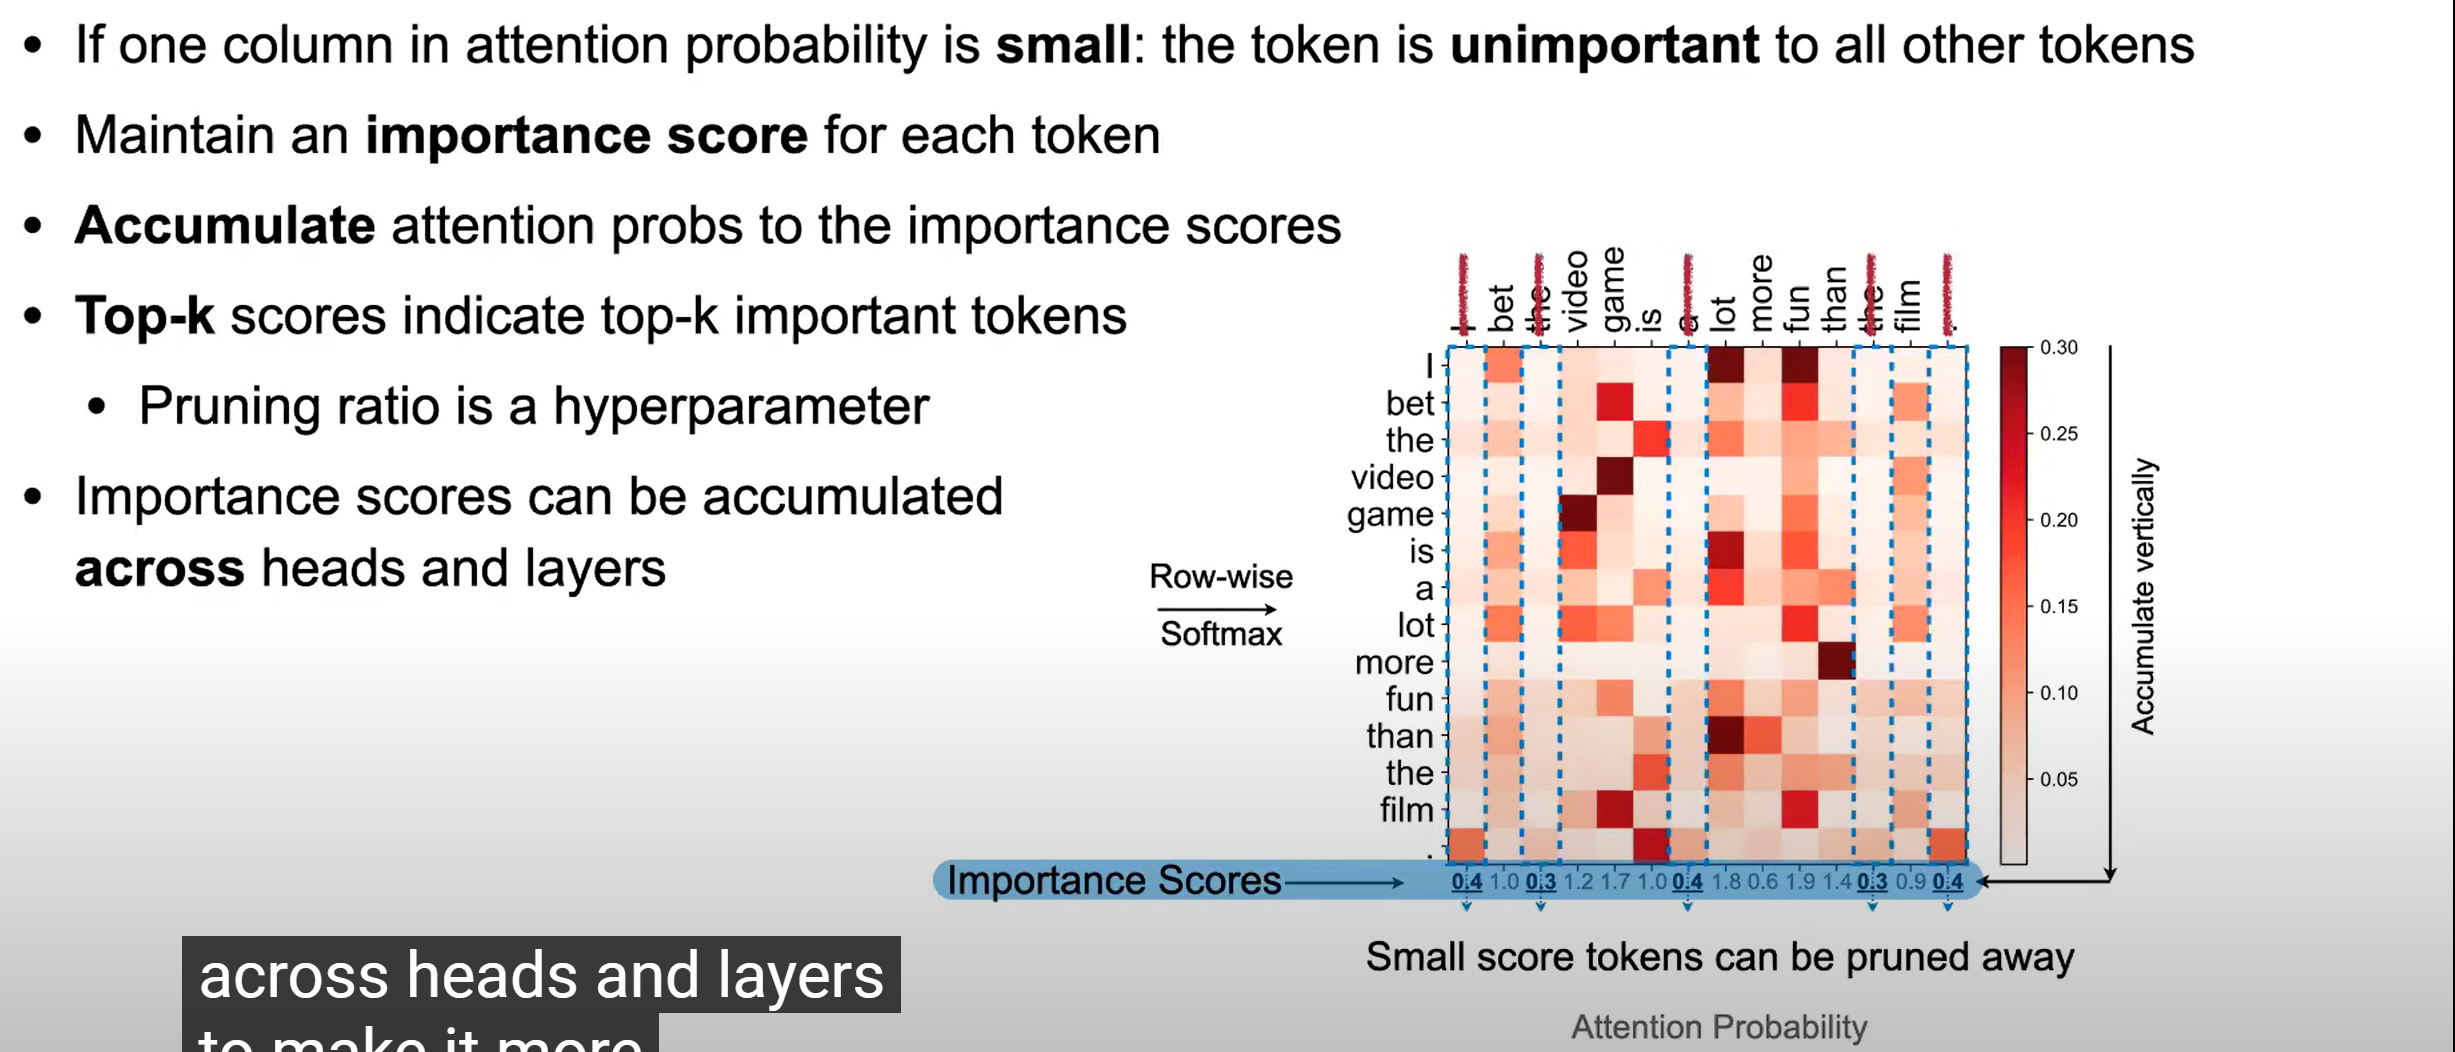 • If one column in attention probability is small: the token is unimportant to all other tokens
• Maintain an importance score for each token
• Accumulate attention probs to the importance scores
• Top-k scores indicate top-k important tokens
• Pruning ratio is a hyperparameter
• Importance scores can be accumulated
across heads and layers
Row-wise
Softmax
I bet the video game is a lot more fun than the film .
I
bet
the
video
game
is
a
lot
more
fun
than
the
film
.
0.30
0.25
0.20
0.15
0.10
0.05
Accumulate vertically
Importance Scores
0.4 1.0 0.3 1.2 1.7 1.0 0.4 1.8 0.6 1.9 1.4 0.3 0.9 0.4
Small score tokens can be pruned away
Attention Probability
across heads and layers
to make it more